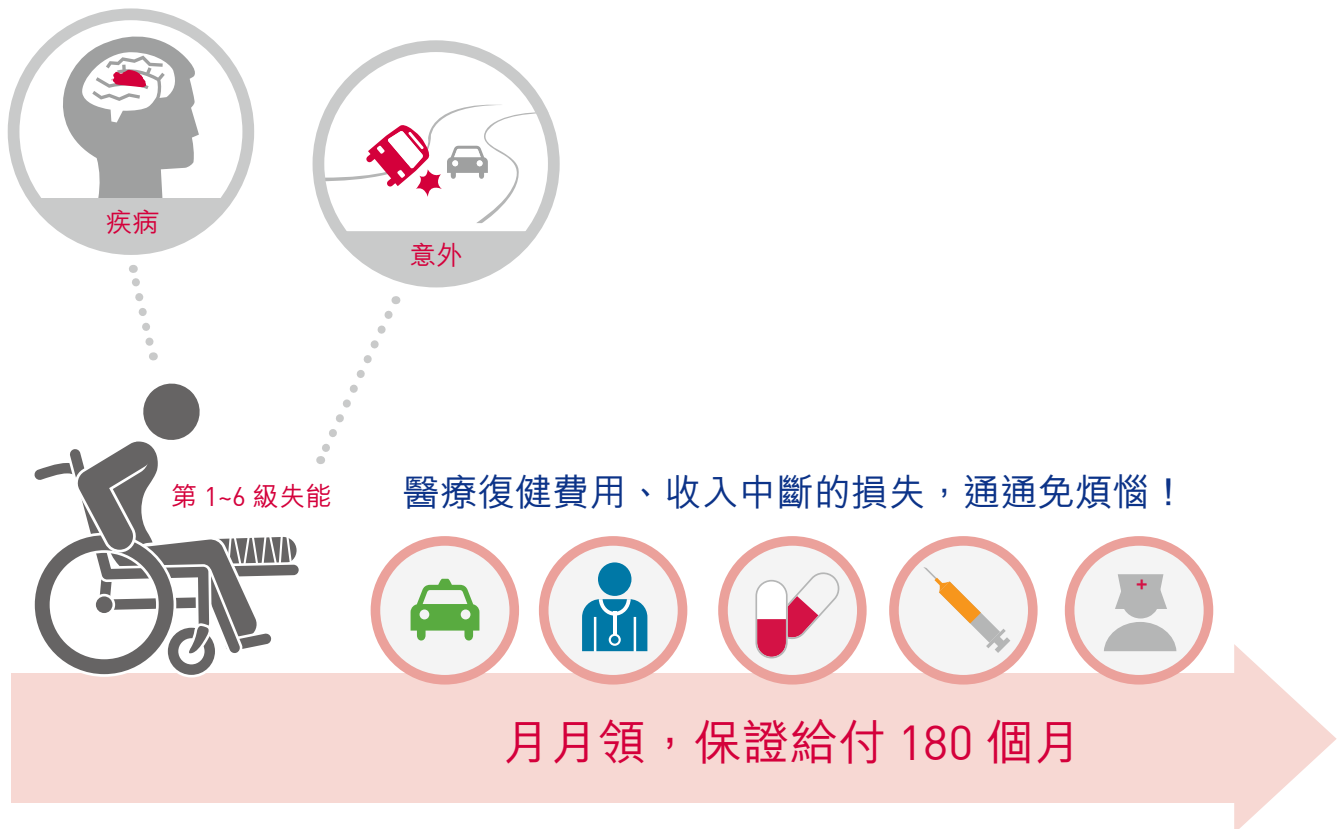 疾病
意外
第 1~6 級失能
醫療復健費用、收入中斷的損失，通通免煩惱！
月月領，保證給付 180 個月